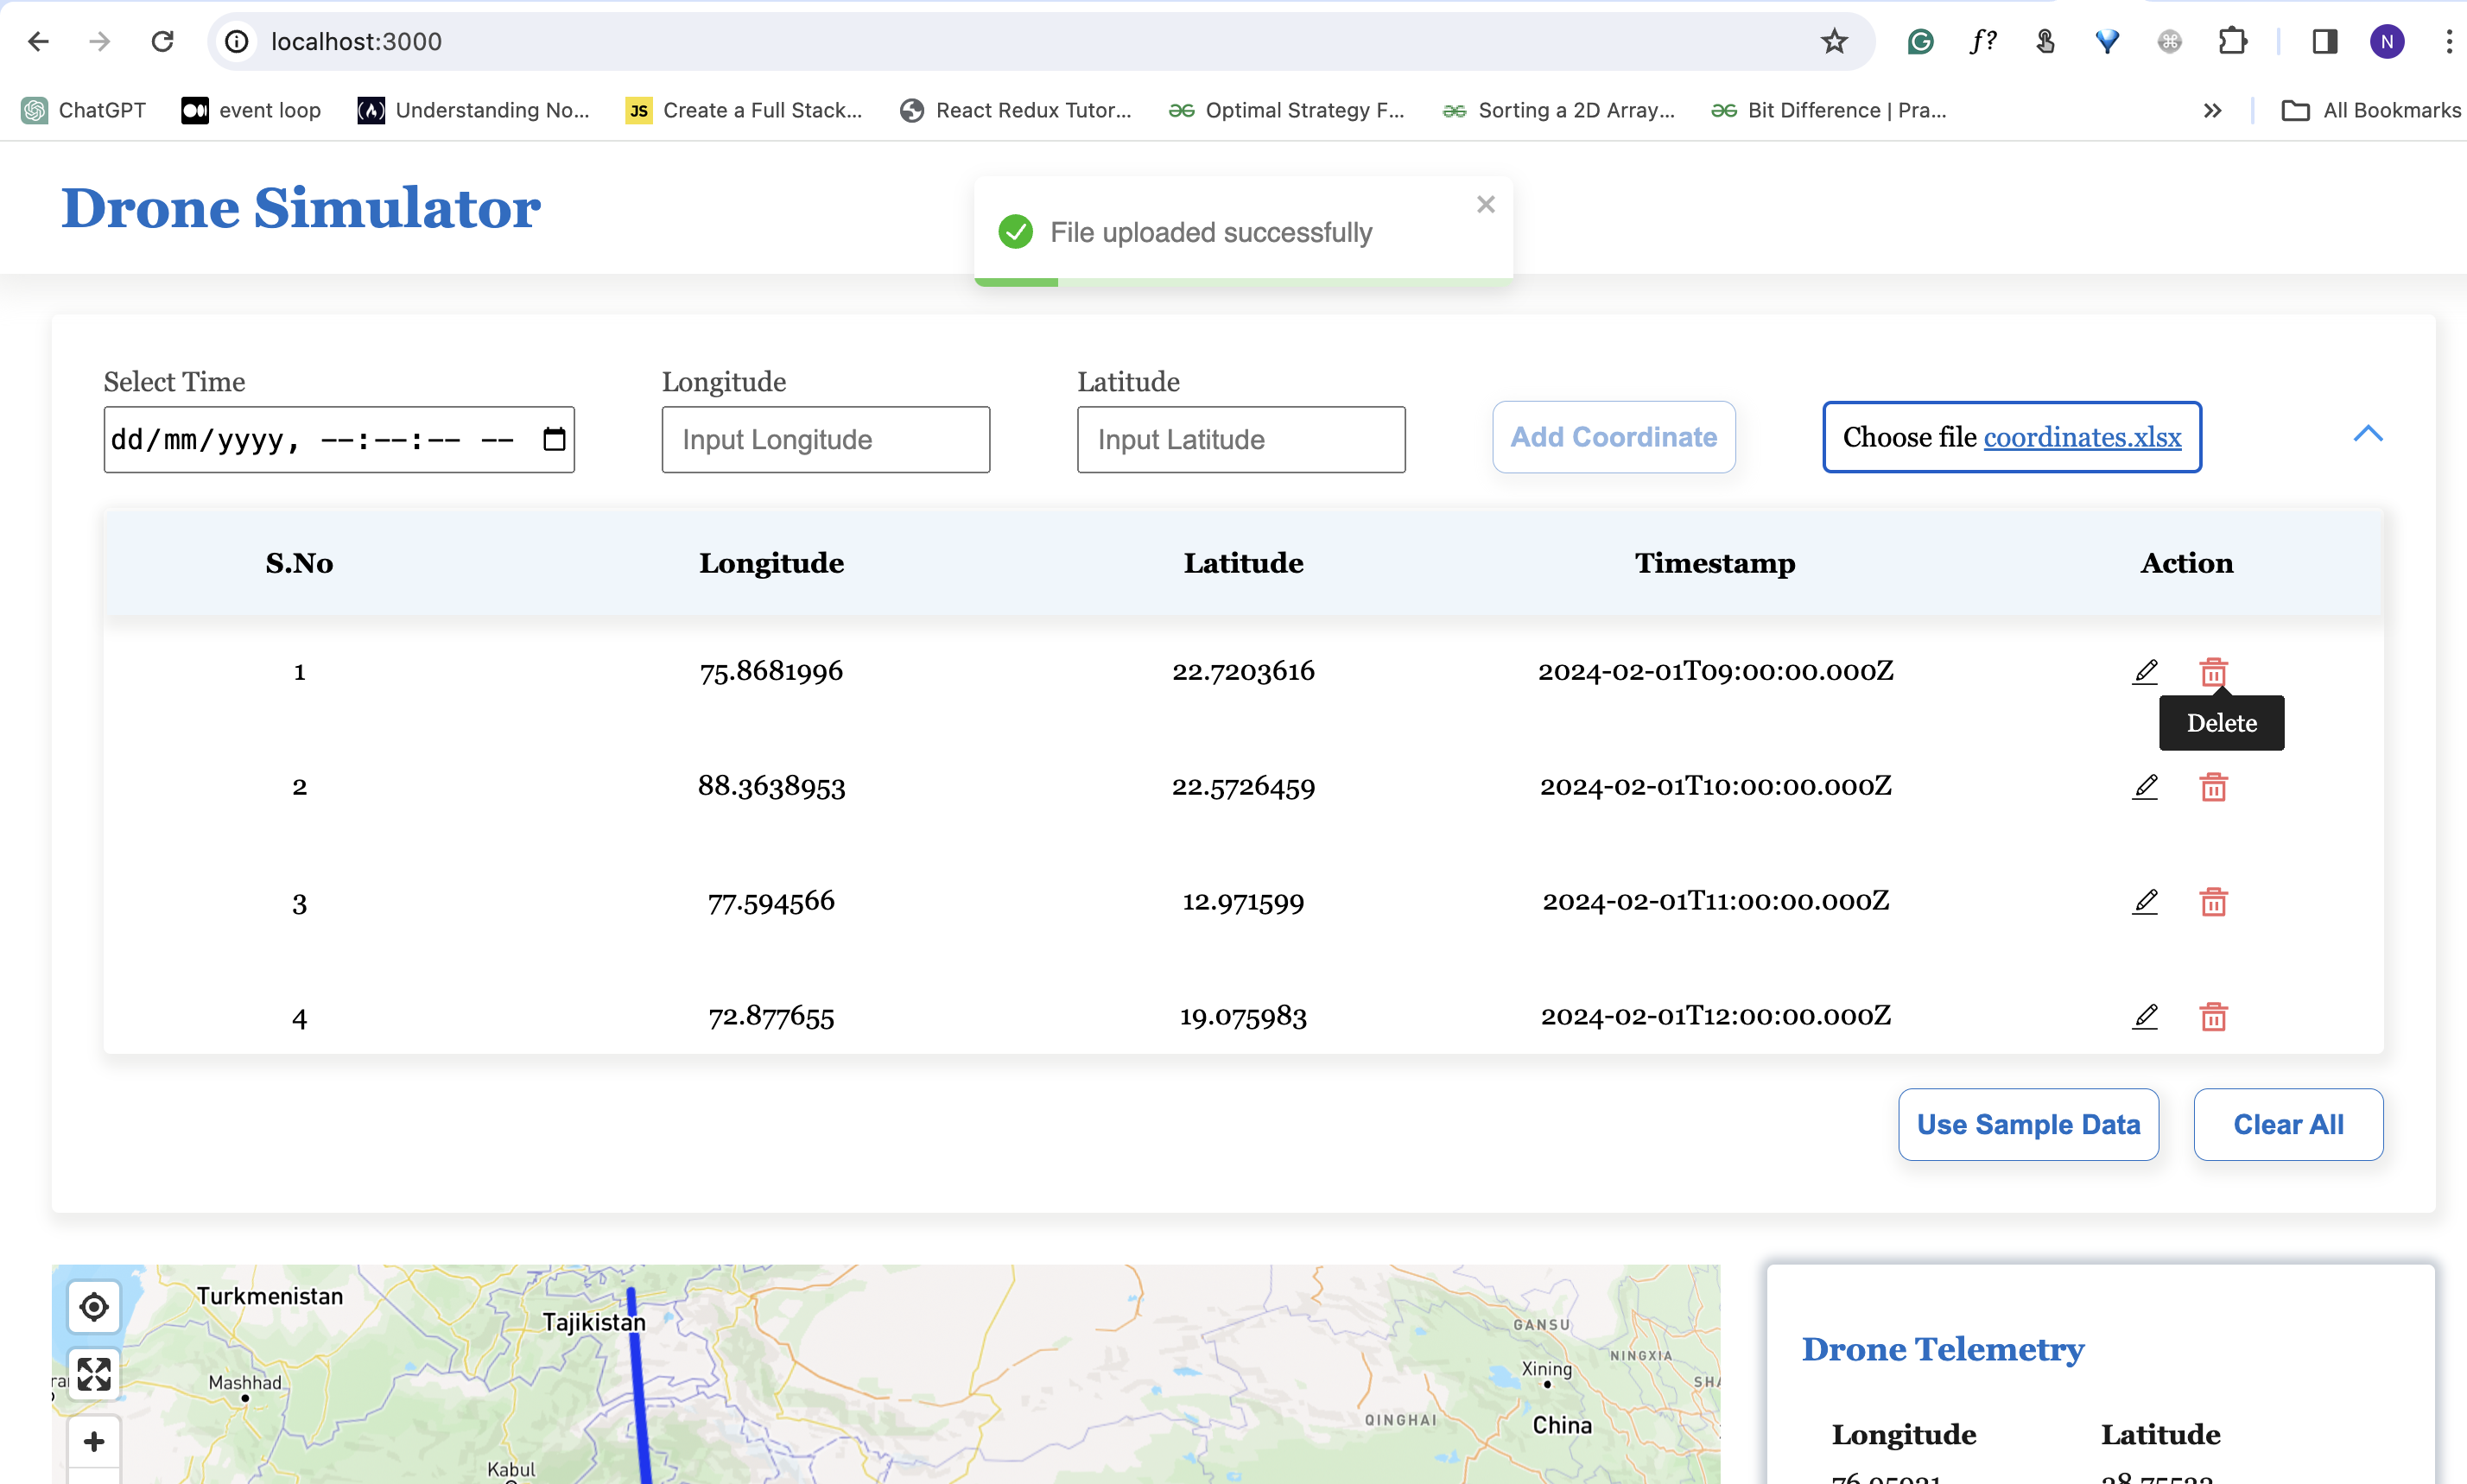 localhost:3000
f?
N
ChatGPT
event loop
Understanding No...
JS
Create a Full Stack...
React Redux Tutor...
Optimal Strategy F...
Sorting a 2D Array...
Bit Difference | Pra...
»
All Bookmarks
Drone Simulator
File uploaded successfully
Select Time
Longitude
Latitude
dd/mm/yyyy, --:--:-- --
Input Longitude
Input Latitude
Add Coordinate
Choose file coordinates.xlsx
S.No Longitude Latitude Timestamp Action
1 75.8681996 22.7203616 2024-02-01T09:00:00.000Z
Delete
2 88.3638953 22.5726459 2024-02-01T10:00:00.000Z
3 77.594566 12.971599 2024-02-01T11:00:00.000Z
4 72.877655 19.075983 2024-02-01T12:00:00.000Z
Use Sample Data
Clear All
Turkmenistan
Tajikistan
GANSU
NINGXIA
Mashhad
Xining
QINGHAI
China
Kabul
+
Drone Telemetry
Longitude Latitude